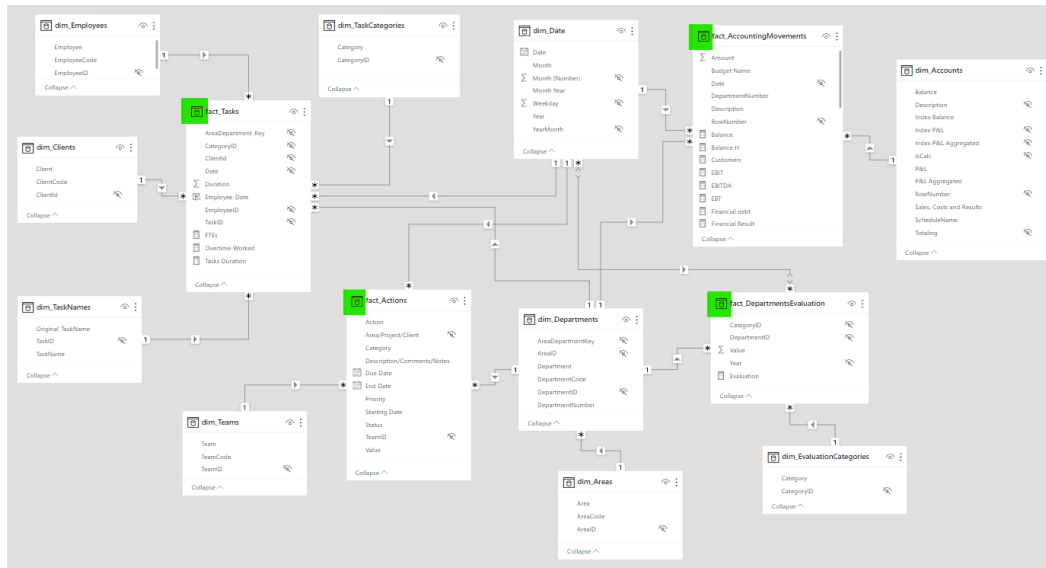 dim_Employees
Employee
EmployeeCode
EmployeeID
Collapse
dim_TaskCategories
Category
CategoryID
Collapse
dim_Date
Date
Month
Month (Number)
Month Year
Weekday
Year
YearMonth
Collapse
fact_AccountingMovements
Amount
Budget Name
Date
DepartmentNumber
Description
RowNumber
Balance
Balance H
Customers
EBIT
EBITDA
EBT
Financial debt
Financial Result
Collapse
dim_Accounts
Balance
Description
Index Balance
Index P&L
Index P&L Aggregated
IsCalc
P&L
P&L Aggregated
RowNumber
Sales, Costs and Results
ScheduleName
Totaling
Collapse
fact_Tasks
AreaDepartment Key
CategoryID
ClientId
Date
Duration
Employee_Date
EmployeeID
TaskID
FTEs
Overtime Worked
Tasks Duration
Collapse
dim_Clients
Client
ClientCode
ClientId
Collapse
dim_TaskNames
Original_TaskName
TaskID
TaskName
Collapse
fact_Actions
Action
Area/Project/Client
Category
Description/Comments/Notes
Due Date
End Date
Priority
Starting Date
Status
TeamID
Value
Collapse
dim_Departments
AreaDepartmentKey
AreaID
Department
DepartmentCode
DepartmentID
DepartmentNumber
Collapse
fact_DepartmentsEvaluation
CategoryID
DepartmentID
Value
Year
Evaluation
Collapse
dim_Teams
Team
TeamCode
TeamID
Collapse
dim_Areas
Area
AreaCode
AreaID
Collapse
dim_EvaluationCategories
Category
CategoryID
Collapse